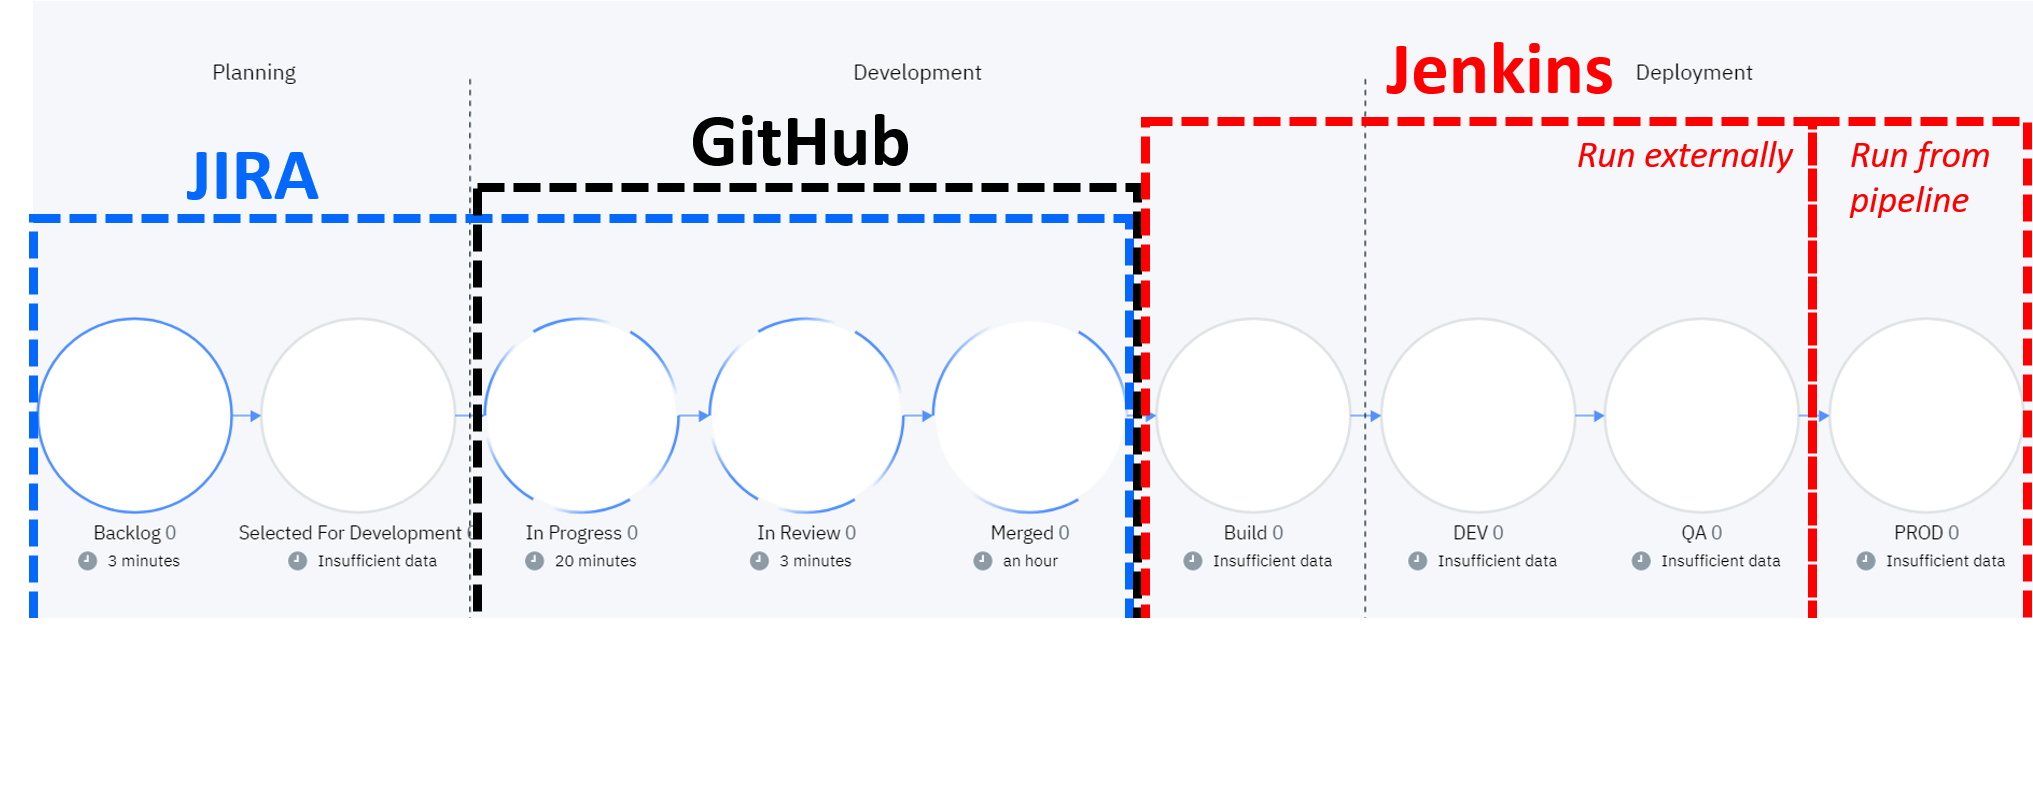 Planning
Development
Jenkins
Deployment
GitHub
JIRA
Run externally
Run from
pipeline
Backlog 0
3 minutes
Selected For Development 0
Insufficient data
In Progress 0
20 minutes
In Review 0
3 minutes
Merged 0
an hour
Build 0
Insufficient data
DEV 0
Insufficient data
QA 0
Insufficient data
PROD 0
Insufficient data